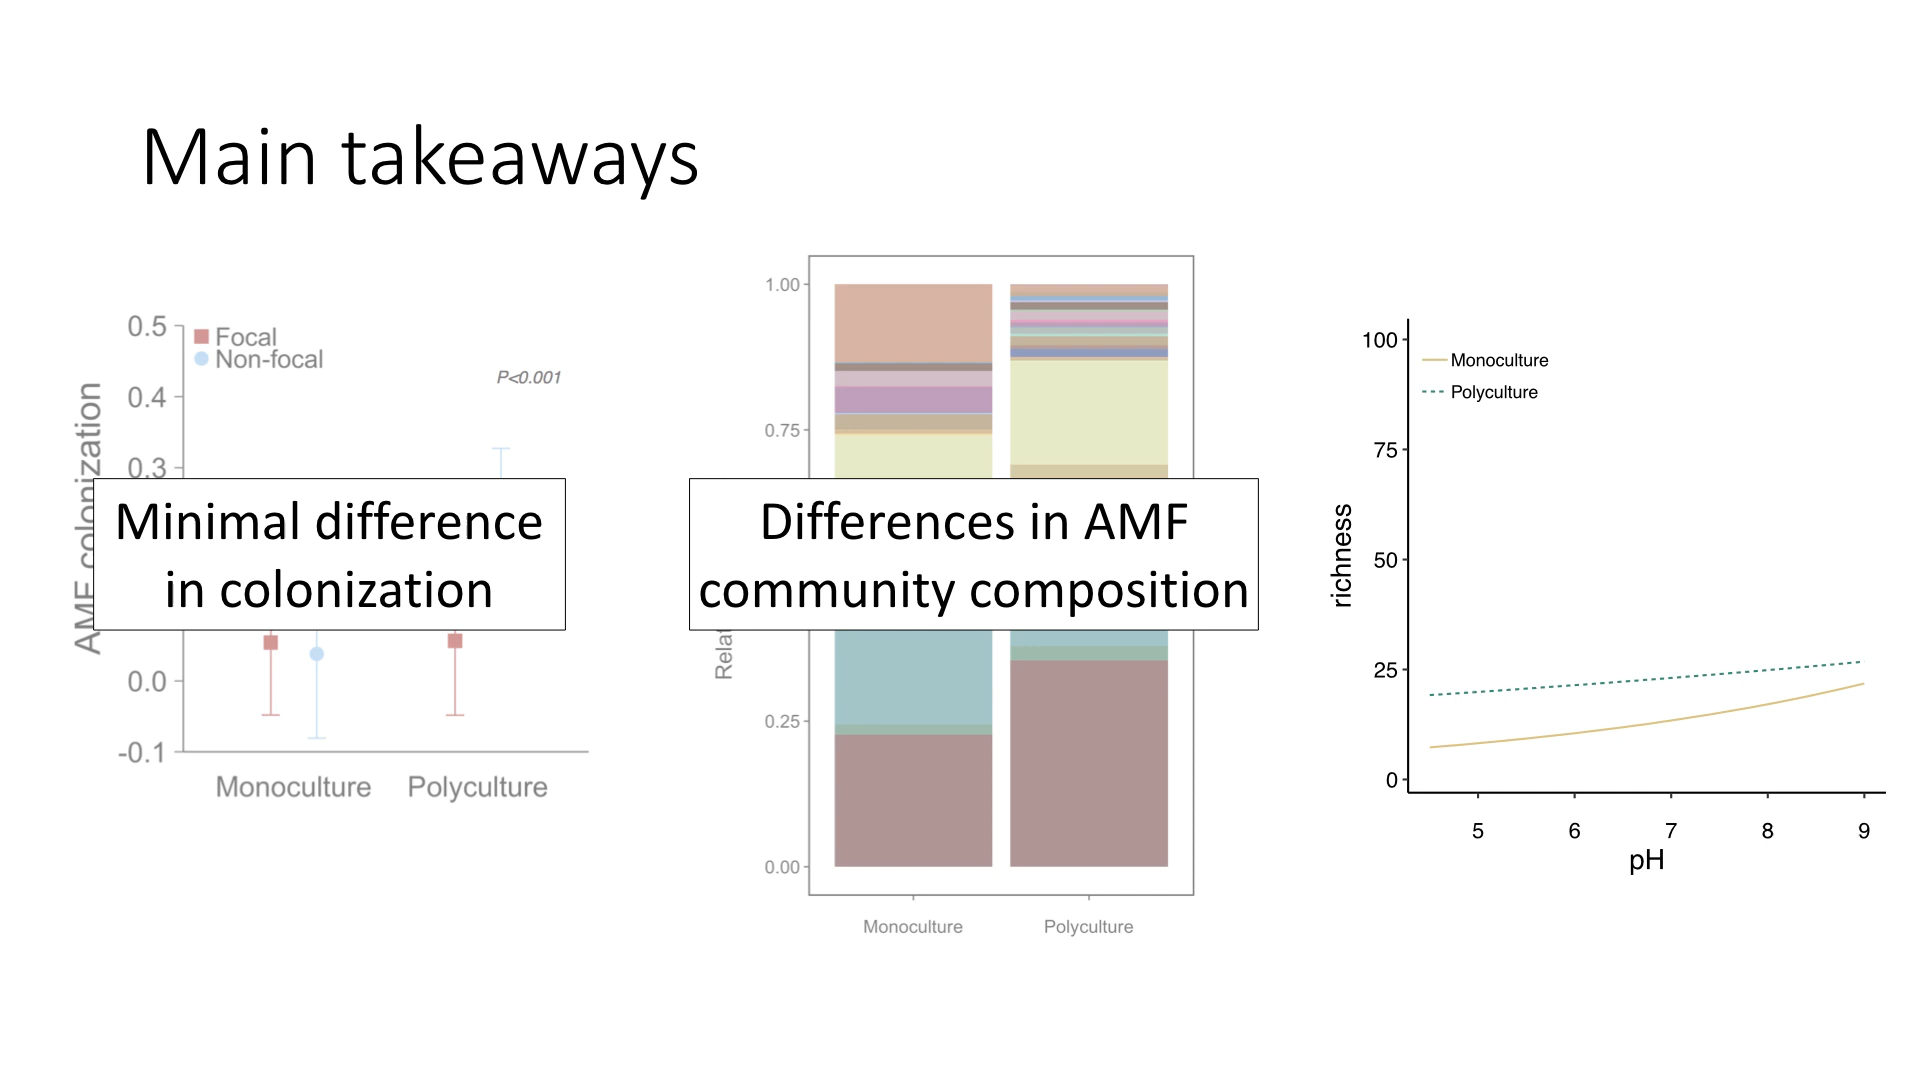 Main takeaways
AMF colonization
0.5
0.4
0.3
0.0
-0.1
Focal
Non-focal
P<0.001
Minimal difference
in colonization
Monoculture
Polyculture
1.00
0.75
0.25
0.00
Differences in AMF
community composition
Monoculture
Polyculture
richness
100
75
50
25
0
Monoculture
Polyculture
5 6 7 8 9
pH